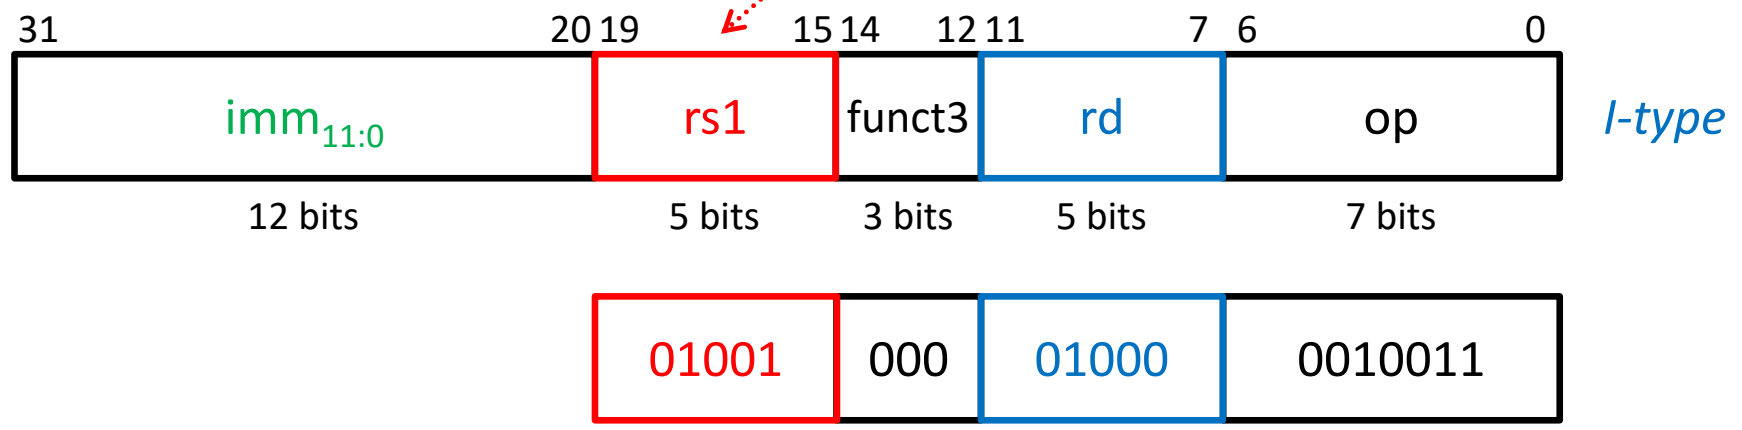 31 20 19 15 14 12 11 7 6 0
imm11:0 rs1 funct3 rd op I-type
12 bits 5 bits 3 bits 5 bits 7 bits
01001 000 01000 0010011